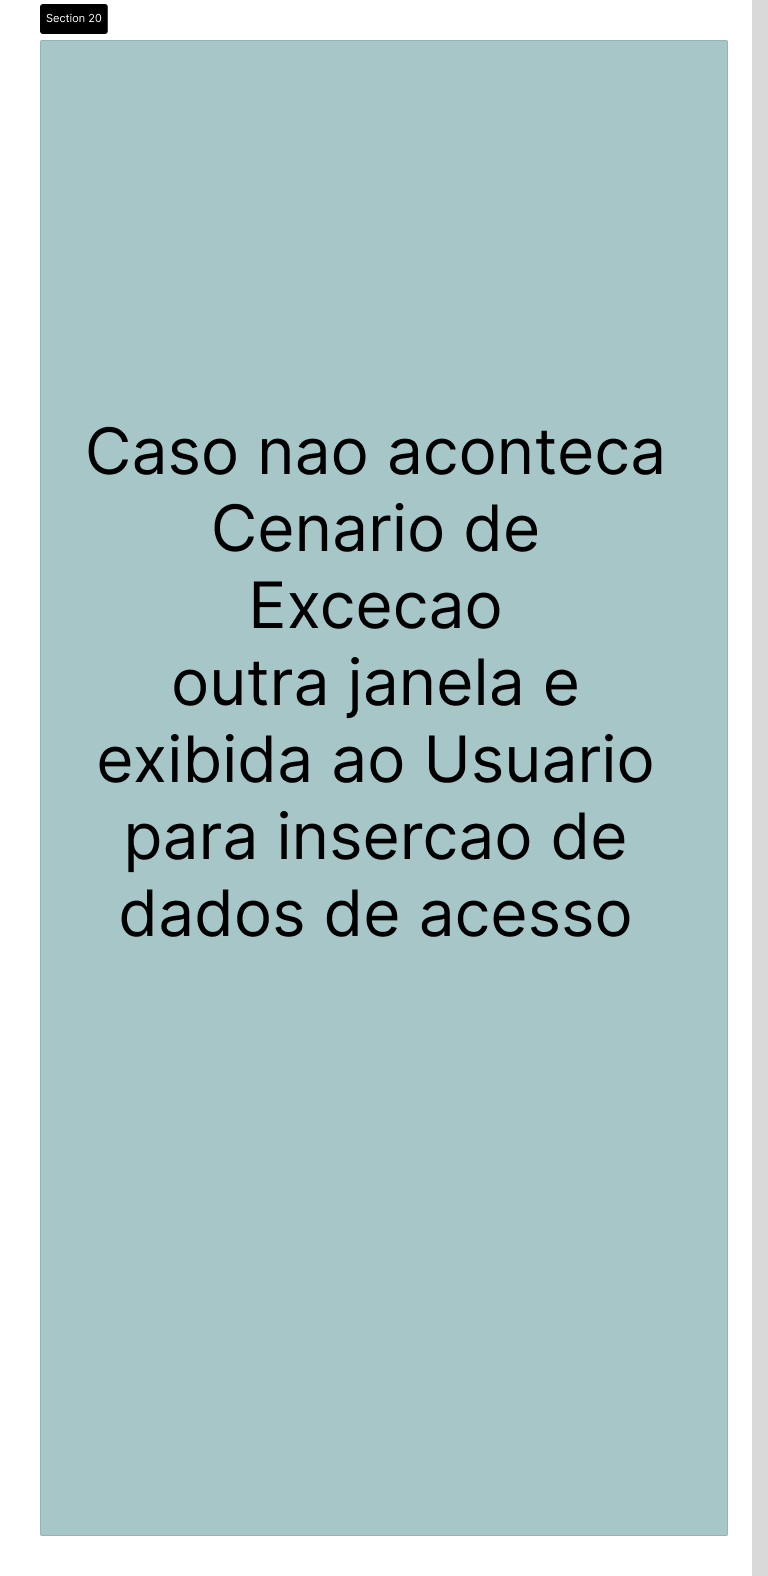 Section 20
Caso nao aconteca
Cenario de
Excecao
outra janela e
exibida ao Usuario
para insercao de
dados de acesso